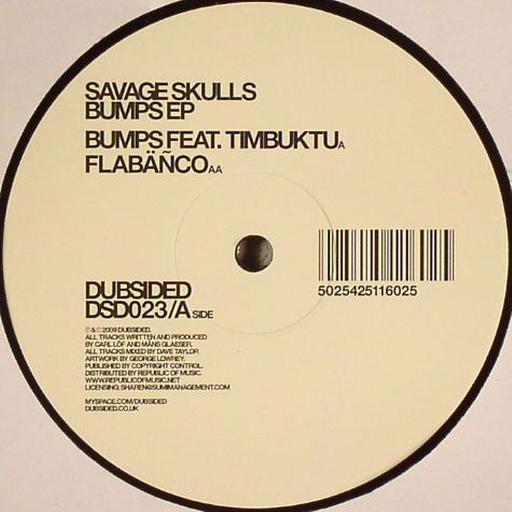 SAVAGE SKULLS
BUMPS EP
BUMPS FEAT. TIMBUKTU A
FLABÄÑCO AA
5025425116025
DUBSIDED
DSD023/A SIDE
℗ & © 2009 DUBSIDED.
ALL TRACKS WRITTEN AND PRODUCED
BY CARL LÖF AND MÅNS GLAESER.
ALL TRACKS MIXED BY DAVE TAYLOR.
ARTWORK BY GEORGE LOWREY.
PUBLISHED BY COPYRIGHT CONTROL.
DISTRIBUTED BY REPUBLIC OF MUSIC.
WWW.REPUBLICOFMUSIC.NET
LICENSING: SHAREN@SUMIMANAGEMENT.COM
MYSPACE.COM/DUBSIDED
DUBSIDED.CO.UK